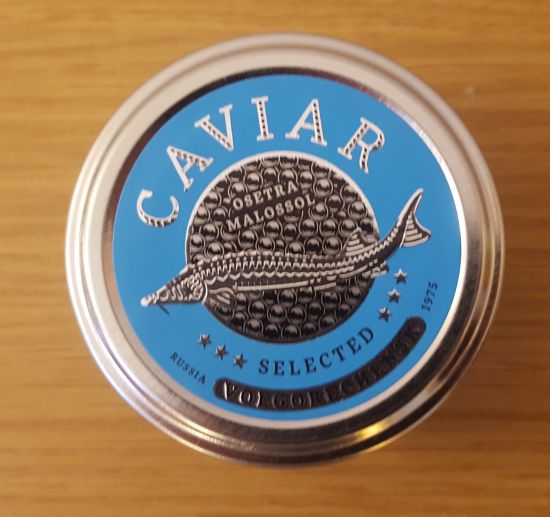 CAVIAR
OSETRA
MALOSSOL
SELECTED
RUSSIA
VOLGORECHENSK
1975